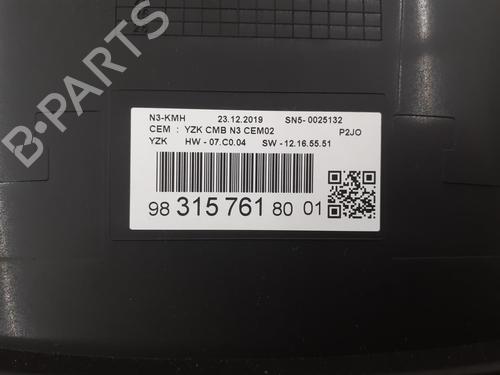 N3-KMH 23.12.2019 SN5- 0025132
CEM : YZK CMB N3 CEM02 P2JO
YZK HW - 07.C0.04 SW - 12.16.55.51
98 315 761 80 01
B-PARTS